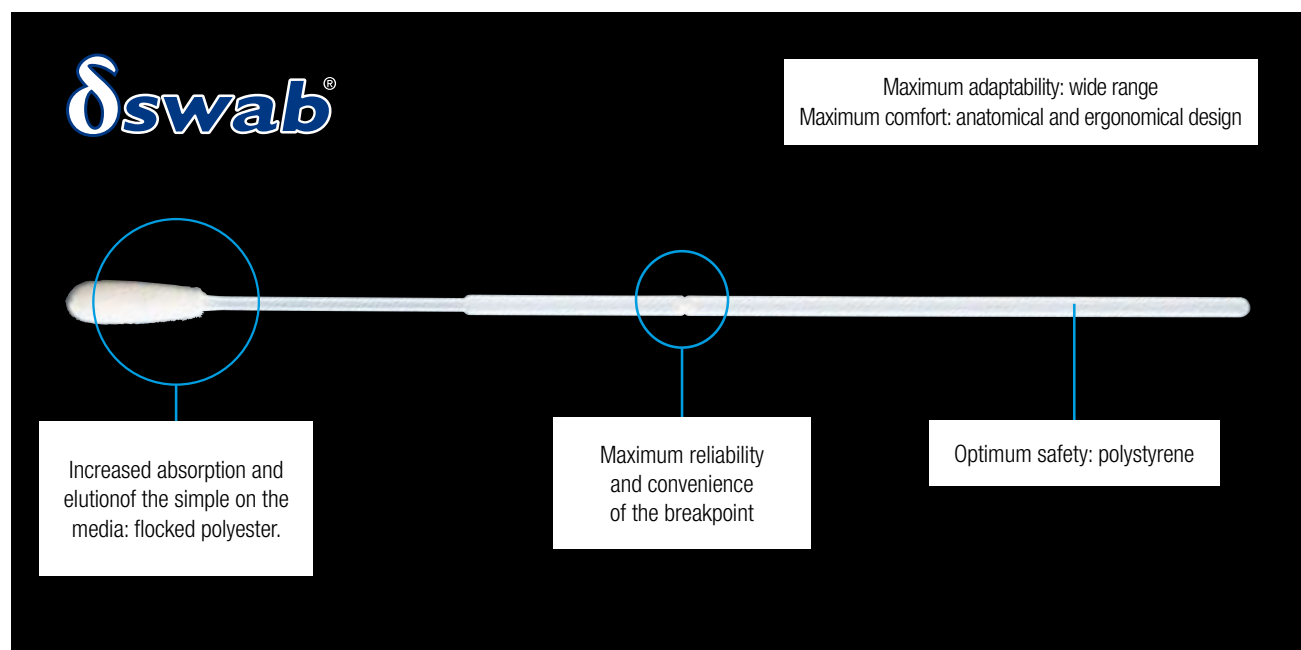 δswab®
Maximum adaptability: wide range
Maximum comfort: anatomical and ergonomical design
Increased absorption and
elutionof the simple on the
media: flocked polyester.
Maximum reliability
and convenience
of the breakpoint
Optimum safety: polystyrene